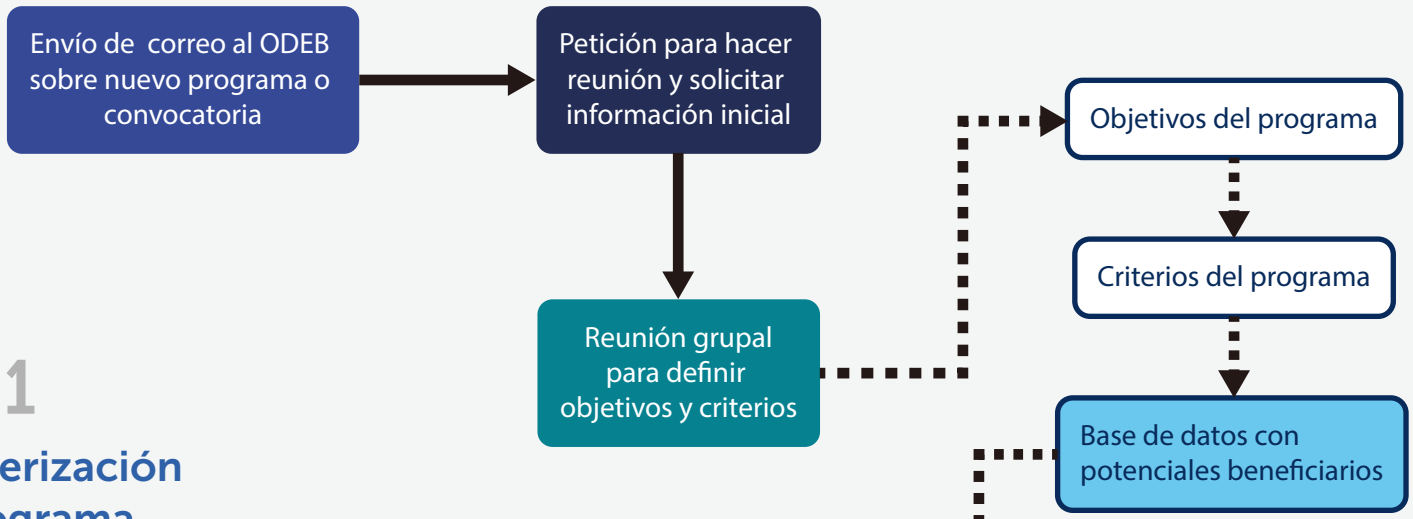 Envío de correo al ODEB
sobre nuevo programa o
convocatoria
Petición para hacer
reunión y solicitar
información inicial
Objetivos del programa
Criterios del programa
Reunión grupal
para definir
objetivos y criterios
Base de datos con
potenciales beneficiarios
1
erización
ograma